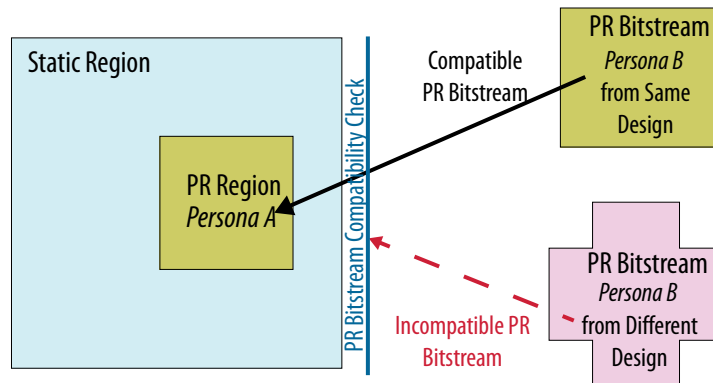 Static Region
PR Region
Persona A
PR Bitstream Compatibility Check
Compatible
PR Bitstream
PR Bitstream
Persona B
from Same
Design
Incompatible PR
Bitstream
PR Bitstream
Persona B
from Different
Design